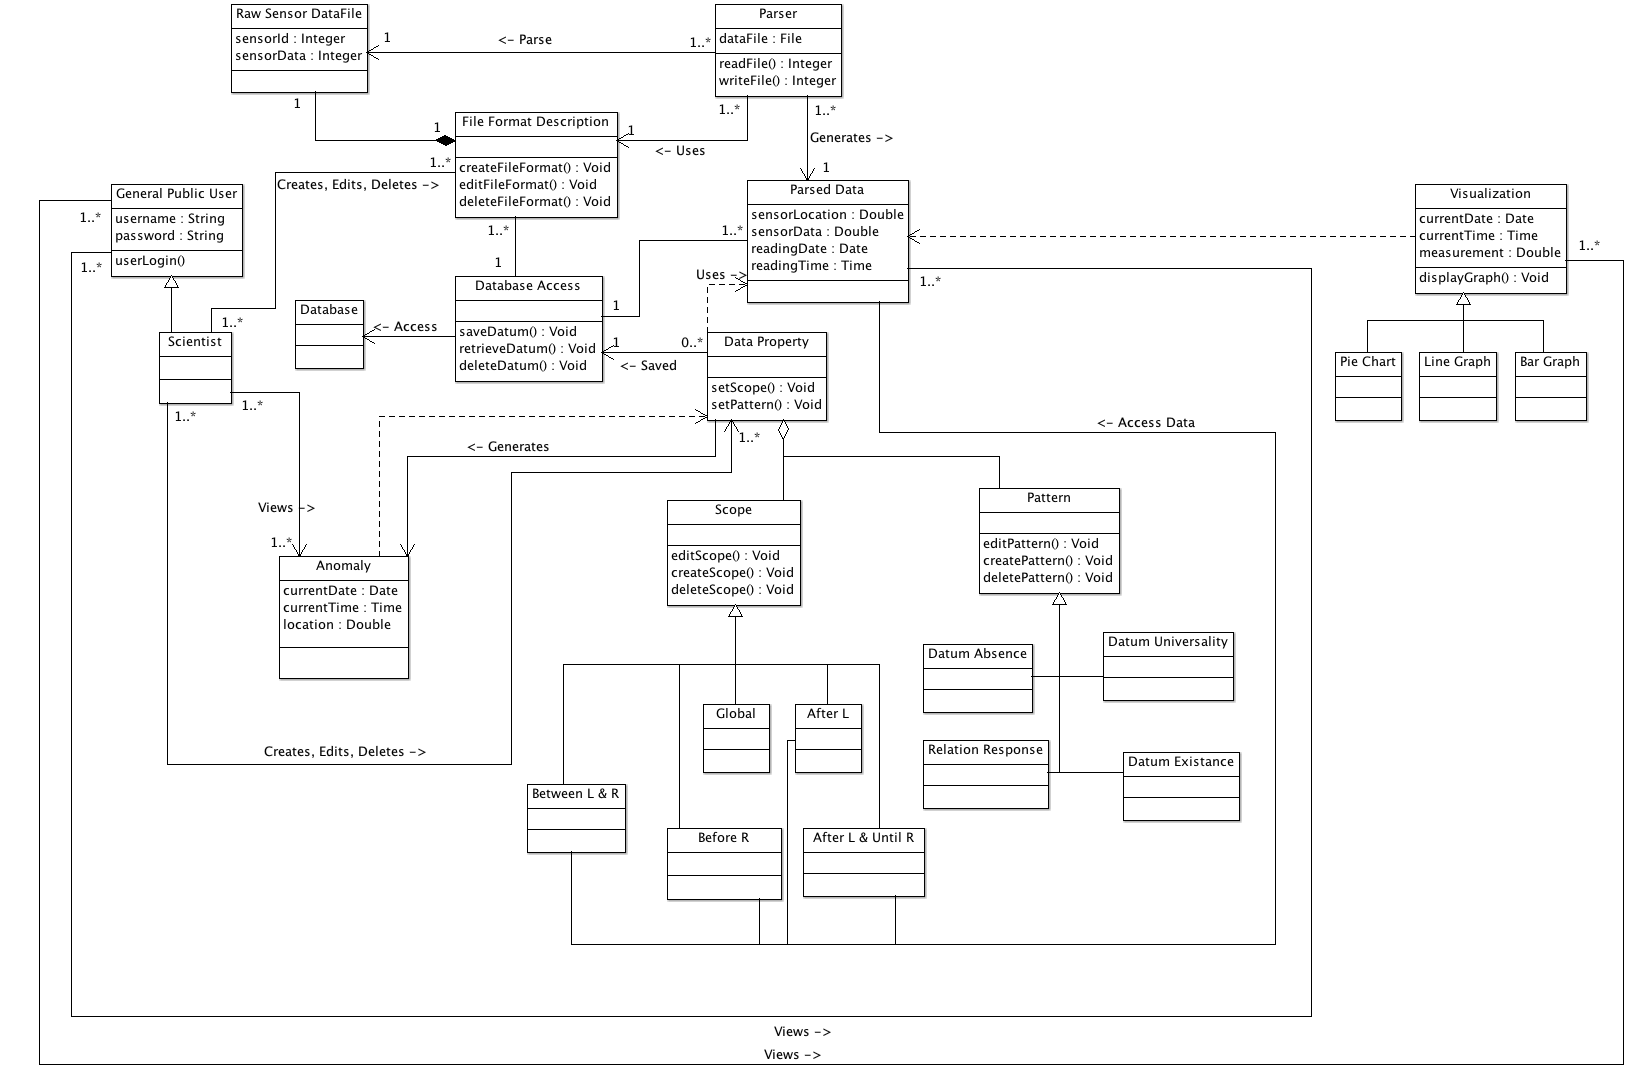 Raw Sensor DataFile
sensorId : Integer
sensorData : Integer
1
<- Parse
1..*
Parser
dataFile : File
readFile() : Integer
writeFile() : Integer
1
1
1..*
1..*
File Format Description
createFileFormat() : Void
editFileFormat() : Void
deleteFileFormat() : Void
1
<- Uses
Generates ->
1
1..*
Creates, Edits, Deletes ->
General Public User
username : String
password : String
userLogin()
1..*
1..*
Parsed Data
sensorLocation : Double
sensorData : Double
readingDate : Date
readingTime : Time
1..*
1..*
Uses ->
Visualization
currentDate : Date
currentTime : Time
measurement : Double
displayGraph() : Void
1..*
1..*
1
Database Access
saveDatum() : Void
retrieveDatum() : Void
deleteDatum() : Void
1
Database
<- Access
1..*
Scientist
1
<- Saved
0..*
Data Property
setScope() : Void
setPattern() : Void
Pie Chart
Line Graph
Bar Graph
1..*
1..*
1..*
<- Access Data
<- Generates
Views ->
1..*
Anomaly
currentDate : Date
currentTime : Time
location : Double
Scope
editScope() : Void
createScope() : Void
deleteScope() : Void
Pattern
editPattern() : Void
createPattern() : Void
deletePattern() : Void
Datum Absence
Datum Universality
Global
After L
Creates, Edits, Deletes ->
Relation Response
Datum Existance
Between L & R
Before R
After L & Until R
Views ->
Views ->